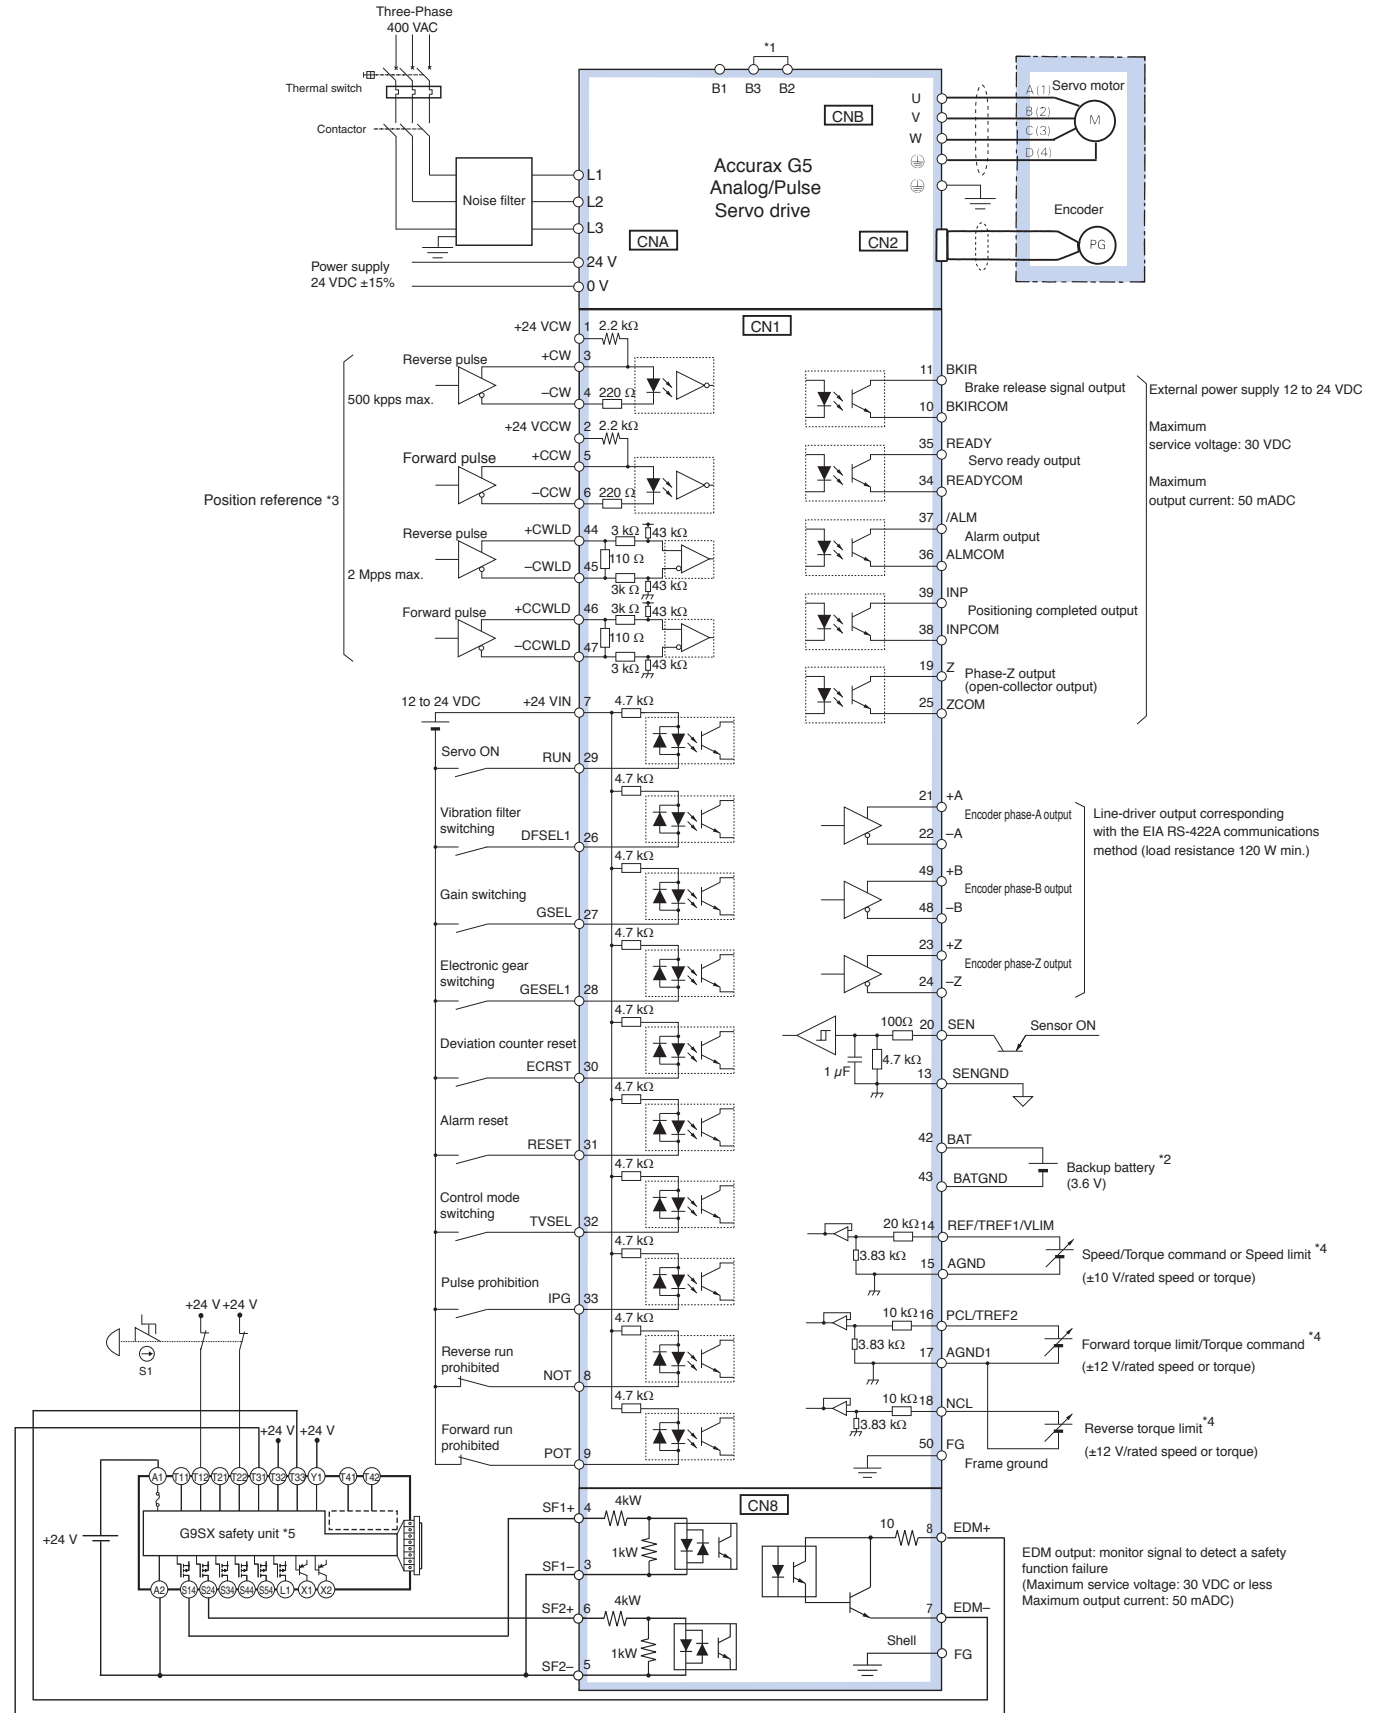 Three-Phase
400 VAC
Thermal switch
Contactor
Noise filter
L1
L2
L3
Power supply
24 VDC ±15%
24 V
0 V
*1
B1 B3 B2
CNB
Accurax G5
Analog/Pulse
Servo drive
CNA
CN2
U
V
W
A (1)
B (2)
C (3)
D (4)
Servo motor
M
Encoder
PG
CN1
Position reference *3
500 kpps max.
2 Mpps max.
+24 VCW 1 2.2 kΩ
Reverse pulse
+CW 3
–CW 4 220 Ω
+24 VCCW 2 2.2 kΩ
Forward pulse
+CCW 5
–CCW 6 220 Ω
Reverse pulse
+CWLD 44 3 kΩ 43 kΩ
110 Ω
–CWLD 45 3k Ω 43 kΩ
Forward pulse
+CCWLD 46 3k Ω 43 kΩ
110 Ω
–CCWLD 47 3 kΩ 43 kΩ
12 to 24 VDC
+24 VIN 7 4.7 kΩ
Servo ON
RUN 29
4.7 kΩ
Vibration filter
switching
DFSEL1 26
4.7 kΩ
Gain switching
GSEL 27
4.7 kΩ
Electronic gear
switching
GESEL1 28
4.7 kΩ
Deviation counter reset
ECRST 30
4.7 kΩ
Alarm reset
RESET 31
4.7 kΩ
Control mode
switching
TVSEL 32
4.7 kΩ
Pulse prohibition
IPG 33
4.7 kΩ
Reverse run
prohibited
NOT 8
4.7 kΩ
Forward run
prohibited
POT 9
11 BKIR
Brake release signal output
10 BKIRCOM
35 READY
Servo ready output
34 READYCOM
37 /ALM
Alarm output
36 ALMCOM
39 INP
Positioning completed output
38 INPCOM
19 Z
Phase-Z output
(open-collector output)
25 ZCOM
External power supply 12 to 24 VDC
Maximum
service voltage: 30 VDC
Maximum
output current: 50 mADC
21 +A
Encoder phase-A output
22 –A
49 +B
Encoder phase-B output
48 –B
23 +Z
Encoder phase-Z output
24 –Z
Line-driver output corresponding
with the EIA RS-422A communications
method (load resistance 120 W min.)
100Ω 20 SEN
Sensor ON
4.7 kΩ
1 µF
13 SENGND
42 BAT
43 BATGND
Backup battery *2
(3.6 V)
20 kΩ 14 REF/TREF1/VLIM
3.83 kΩ
15 AGND
Speed/Torque command or Speed limit *4
(±10 V/rated speed or torque)
10 kΩ 16 PCL/TREF2
3.83 kΩ
17 AGND1
Forward torque limit/Torque command *4
(±12 V/rated speed or torque)
10 kΩ 18 NCL
3.83 kΩ
Reverse torque limit*4
(±12 V/rated speed or torque)
50 FG
Frame ground
+24 V +24 V
S1
+24 V +24 V
A1 T11 T12 T21 T22 T31 T32 T33 Y1 T41 T42
G9SX safety unit *5
+24 V
A2 S14 S24 S34 S44 S54 L1 X1 X2
CN8
SF1+ 4 4kW
1kW
SF1– 3
SF2+ 6 4kW
1kW
SF2– 5
10 8 EDM+
7 EDM–
Shell
FG
EDM output: monitor signal to detect a safety
function failure
(Maximum service voltage: 30 VDC or less
Maximum output current: 50 mADC)